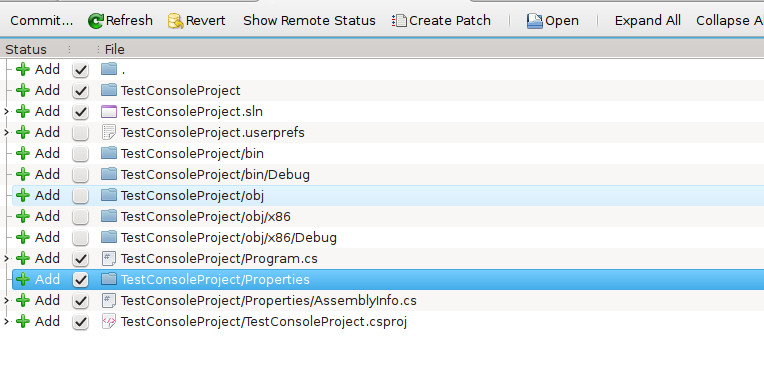 Commit... Refresh Revert Show Remote Status Create Patch Open Expand All Collapse A
Status File
Add .
Add TestConsoleProject
Add TestConsoleProject.sln
Add TestConsoleProject.userprefs
Add TestConsoleProject/bin
Add TestConsoleProject/bin/Debug
Add TestConsoleProject/obj
Add TestConsoleProject/obj/x86
Add TestConsoleProject/obj/x86/Debug
Add TestConsoleProject/Program.cs
Add TestConsoleProject/Properties
Add TestConsoleProject/Properties/AssemblyInfo.cs
Add TestConsoleProject/TestConsoleProject.csproj